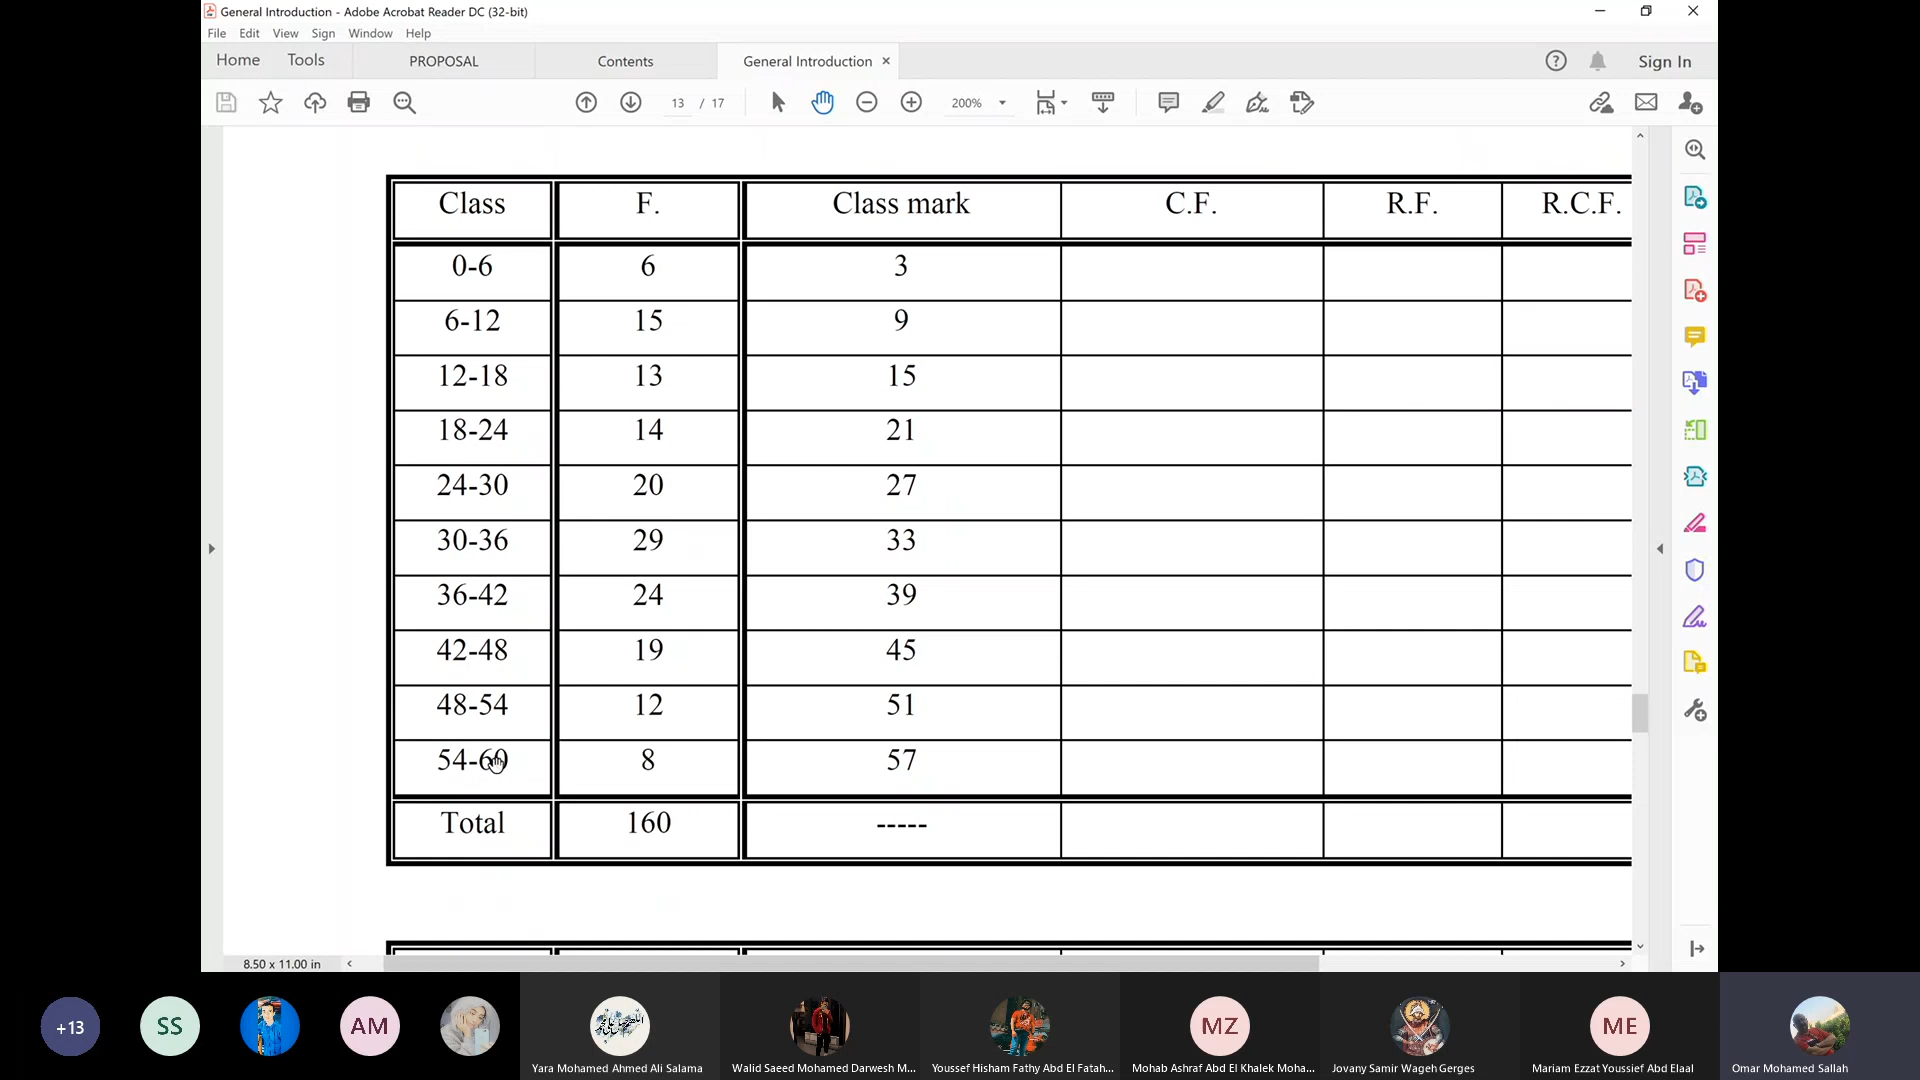 General Introduction - Adobe Acrobat Reader DC (32-bit)
File Edit View Sign Window Help
Home Tools PROPOSAL Contents General Introduction × Sign In
13 / 17 200%
Class F. Class mark C.F. R.F. R.C.F.
0-6 6 3
6-12 15 9
12-18 13 15
18-24 14 21
24-30 20 27
30-36 29 33
36-42 24 39
42-48 19 45
48-54 12 51
54-60 8 57
Total 160 -----
8.50 x 11.00 in
+13 SS AM MZ ME
Yara Mohamed Ahmed Ali Salama Walid Saeed Mohamed Darwesh M... Youssef Hisham Fathy Abd El Fatah... Mohab Ashraf Abd El Khalek Moha... Jovany Samir Wageh Gerges Mariam Ezzat Youssief Abd Elaal Omar Mohamed Sallah